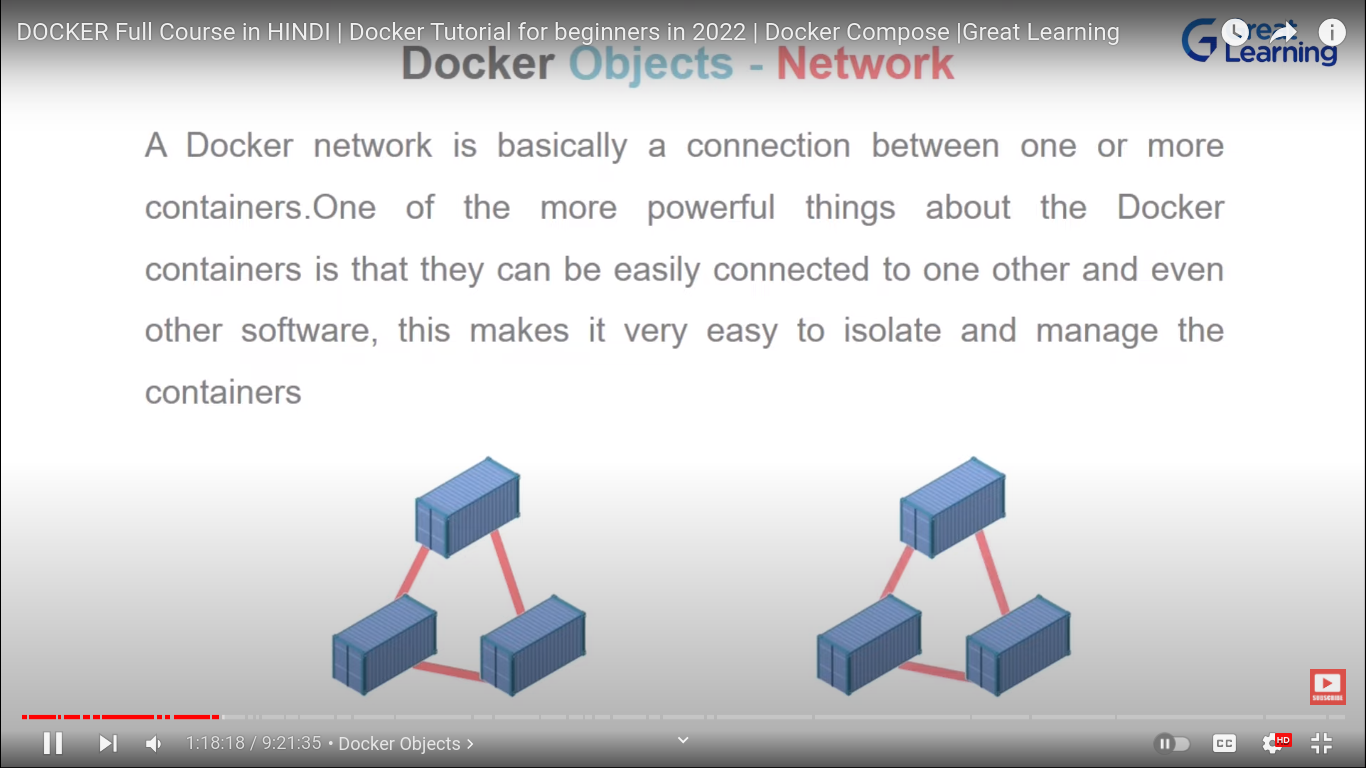 DOCKER Full Course in HINDI | Docker Tutorial for beginners in 2022 | Docker Compose |Great Learning
Great
Learning
Docker Objects - Network
A Docker network is basically a connection between one or more
containers.One of the more powerful things about the Docker
containers is that they can be easily connected to one other and even
other software, this makes it very easy to isolate and manage the
containers
SUBSCRIBE
1:18:18 / 9:21:35 • Docker Objects >
CC
HD